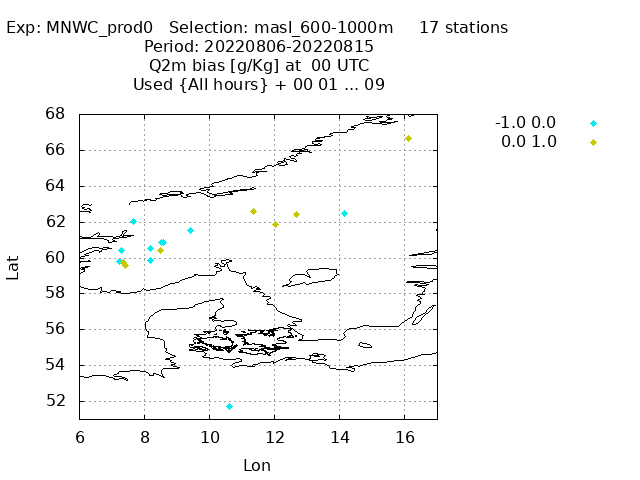 Exp: MNWC_prod0   Selection: masl_600-1000m     17 stations
Period: 20220806-20220815
Q2m bias [g/Kg] at  00 UTC
Used {All hours} + 00 01 ... 09
-1.0 0.0
0.0 1.0
68
66
64
62
60
58
56
54
52
Lat
6 8 10 12 14 16
Lon